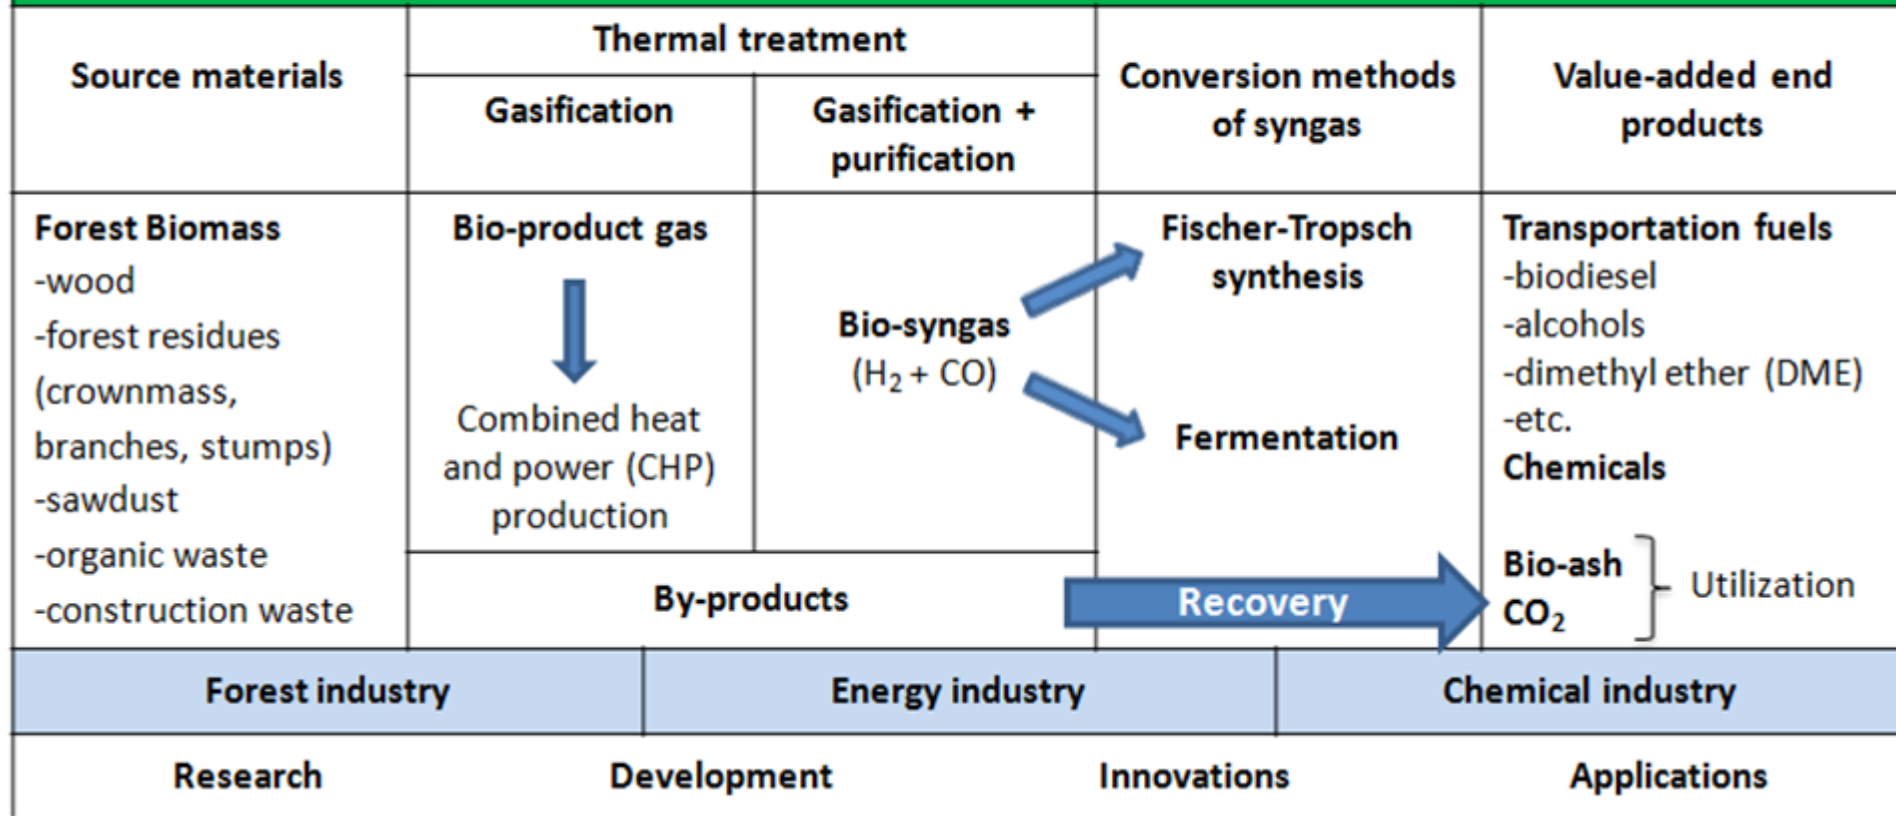 Source materials
Thermal treatment
Gasification
Gasification +
purification
Conversion methods
of syngas
Value-added end
products
Forest Biomass
-wood
-forest residues
(crownmass,
branches, stumps)
-sawdust
-organic waste
-construction waste
Bio-product gas
Combined heat
and power (CHP)
production
Bio-syngas
(H₂ + CO)
By-products
Fischer-Tropsch
synthesis
Fermentation
Recovery
Transportation fuels
-biodiesel
-alcohols
-dimethyl ether (DME)
-etc.
Chemicals
Bio-ash
CO₂
Utilization
Forest industry
Energy industry
Chemical industry
Research
Development
Innovations
Applications